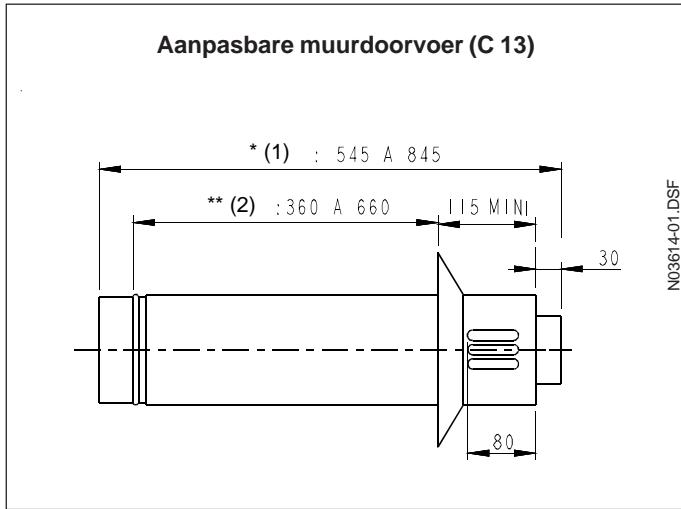 Aanpasbare muurdoorvoer (C 13)
* (1) : 545 A 845
** (2) :360 A 660
115 MINI
30
80
N03614-01.DSF